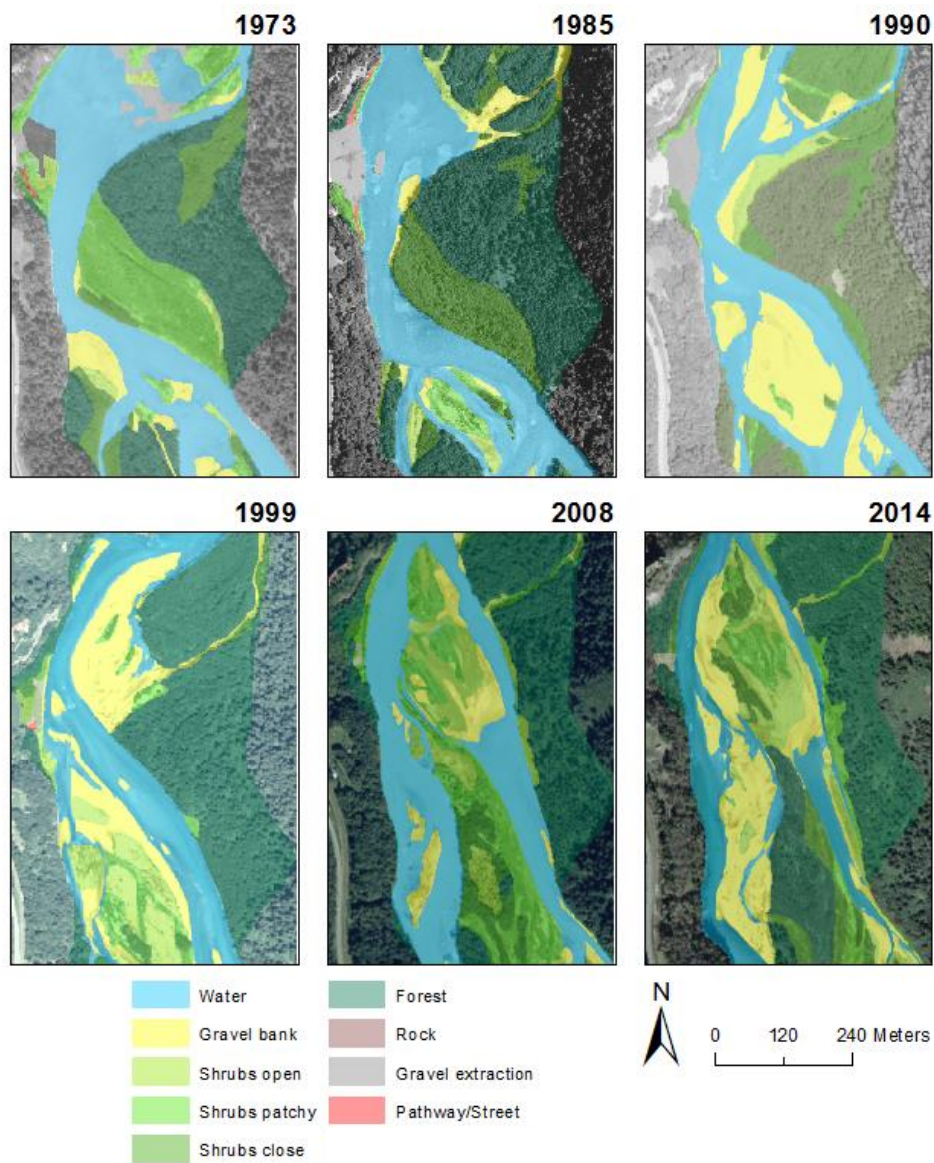 1973 1985 1990
1999 2008 2014
Water
Gravel bank
Shrubs open
Shrubs patchy
Shrubs close
Forest
Rock
Gravel extraction
Pathway/Street
N
0 120 240 Meters